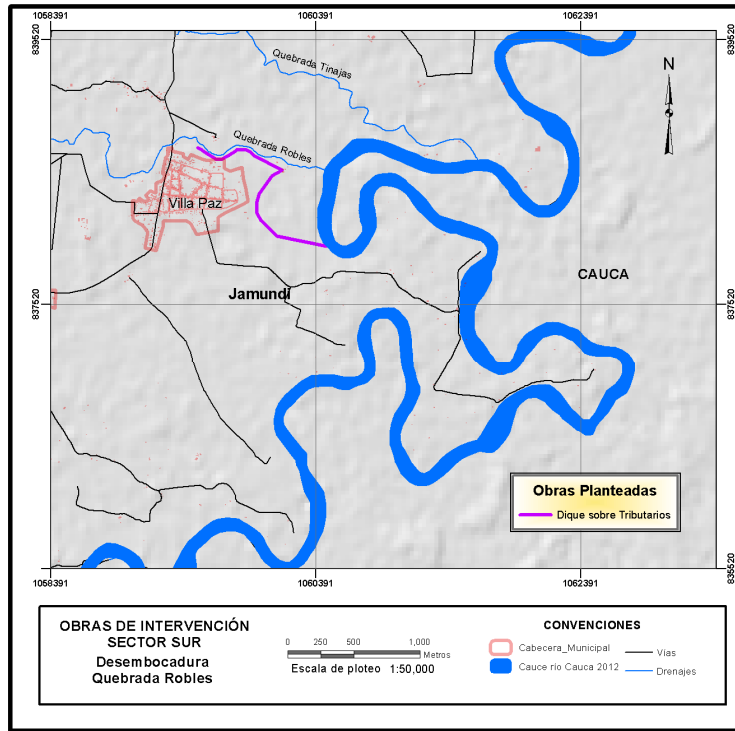 1058391
1060391
1062391
839520
839520
Quebrada Tinajas
N
Quebrada Robles
Villa Paz
CAUCA
Jamundí
837520
837520
Obras Planteadas
Dique sobre Tributarios
835520
835520
1058391
1060391
1062391
OBRAS DE INTERVENCIÓN
SECTOR SUR
Desembocadura
Quebrada Robles
0 250 500 1,000
Metros
Escala de ploteo 1:50,000
CONVENCIONES
Cabecera_Municipal
Vías
Cauce río Cauca 2012
Drenajes